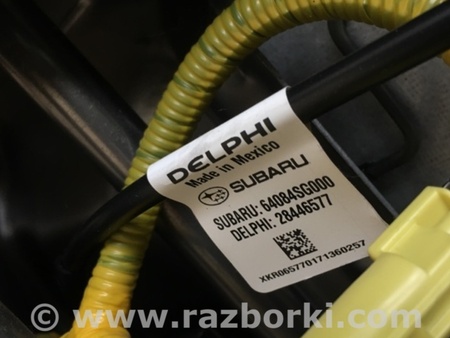 DELPHI
Made in Mexico
SUBARU
SUBARU: 64084SG000
DELPHI: 28446577
XKR065770171360257
© www.razborki.com/